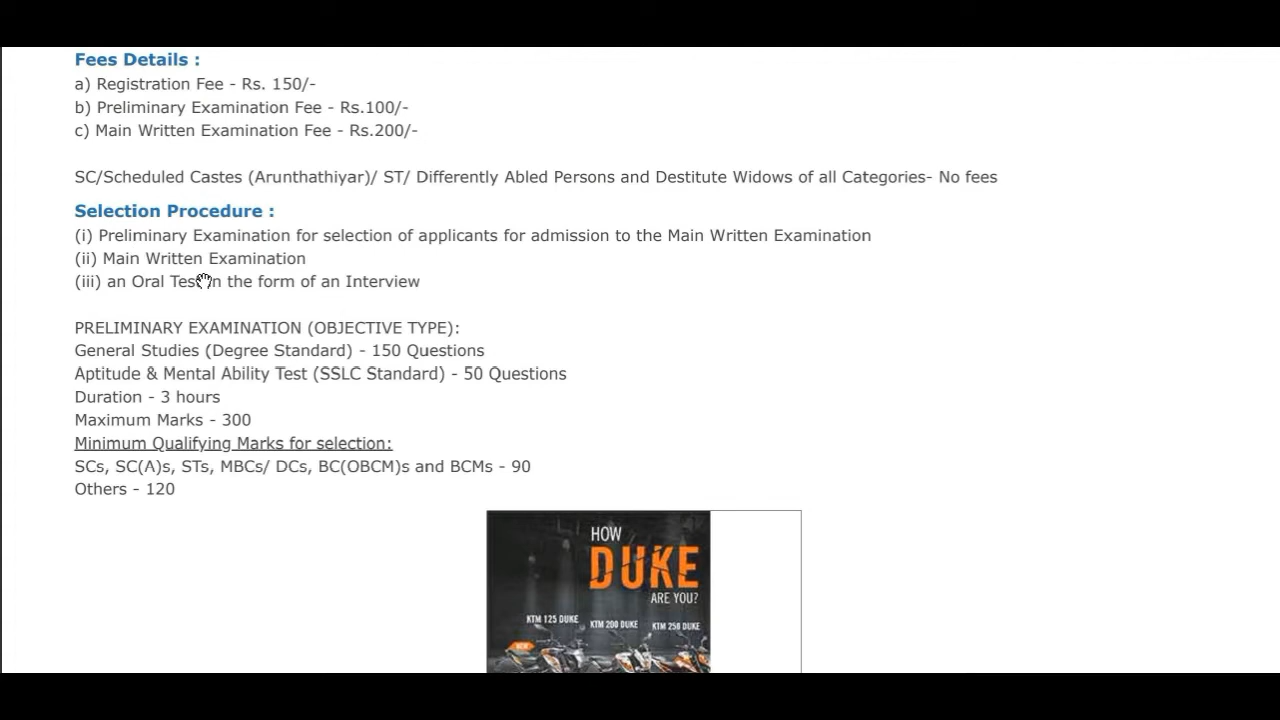 Fees Details :
a) Registration Fee - Rs. 150/-
b) Preliminary Examination Fee - Rs.100/-
c) Main Written Examination Fee - Rs.200/-
SC/Scheduled Castes (Arunthathiyar)/ ST/ Differently Abled Persons and Destitute Widows of all Categories- No fees
Selection Procedure :
(i) Preliminary Examination for selection of applicants for admission to the Main Written Examination
(ii) Main Written Examination
(iii) an Oral Test in the form of an Interview
PRELIMINARY EXAMINATION (OBJECTIVE TYPE):
General Studies (Degree Standard) - 150 Questions
Aptitude & Mental Ability Test (SSLC Standard) - 50 Questions
Duration - 3 hours
Maximum Marks - 300
Minimum Qualifying Marks for selection:
SCs, SC(A)s, STs, MBCs/ DCs, BC(OBCM)s and BCMs - 90
Others - 120
HOW
DUKE
ARE YOU?
KTM 125 DUKE KTM 200 DUKE KTM 250 DUKE
NEW